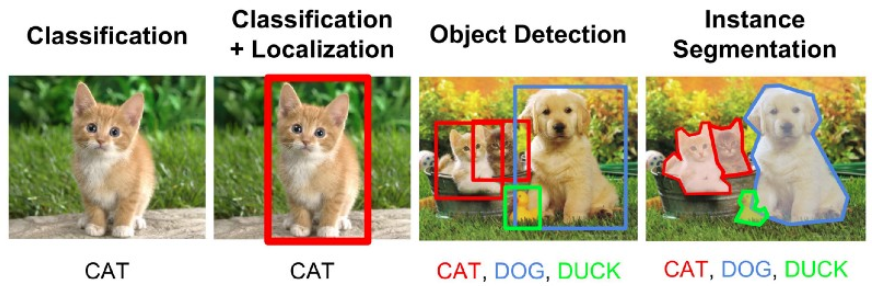 Classification
Classification
+ Localization
Object Detection
Instance
Segmentation
CAT
CAT
CAT, DOG, DUCK
CAT, DOG, DUCK